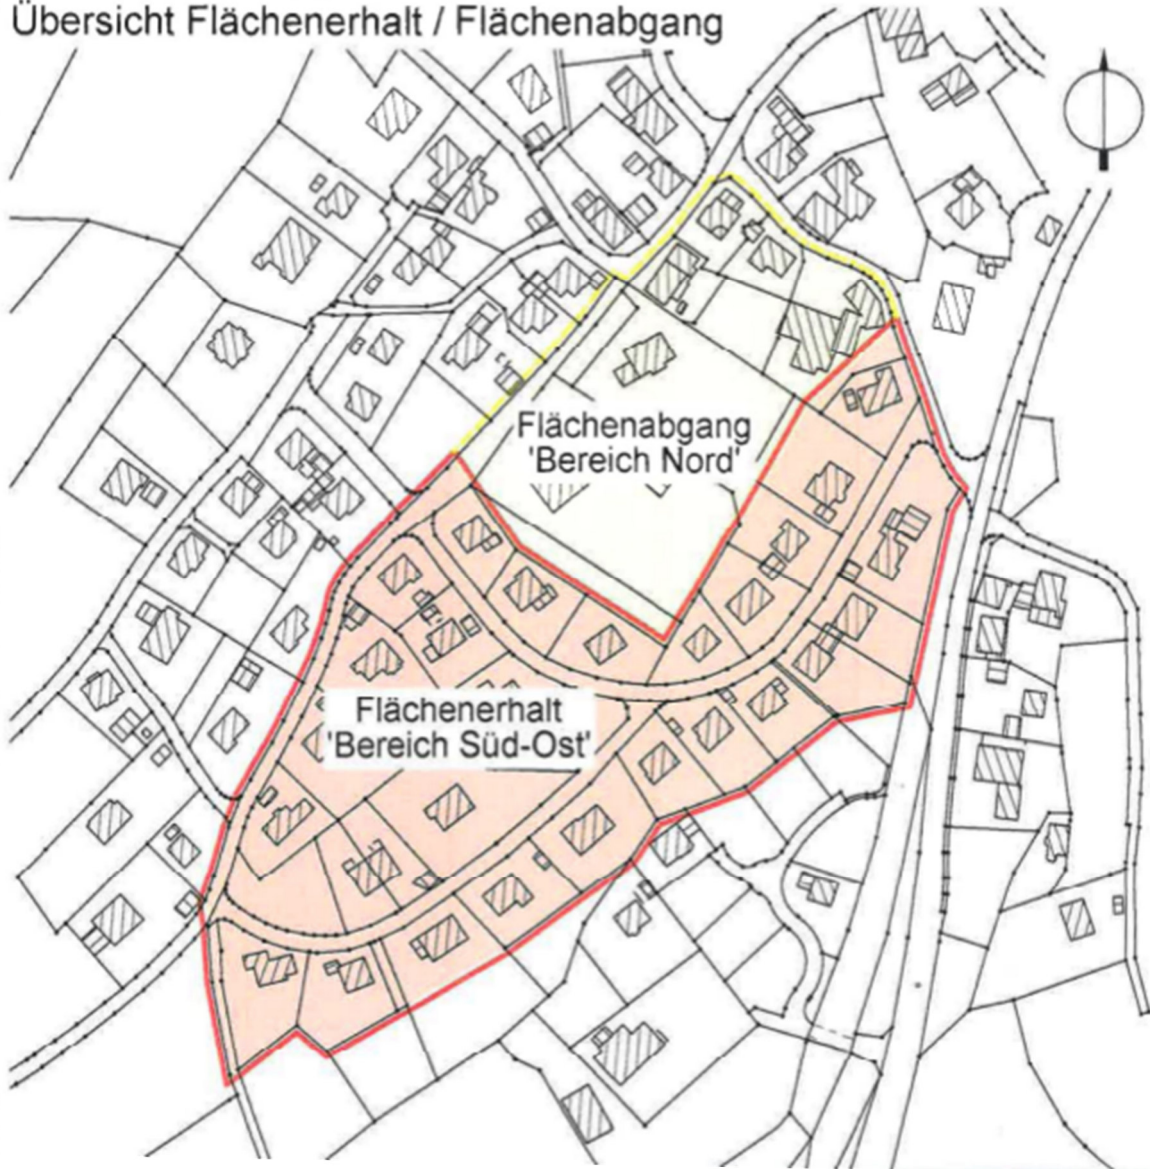 Übersicht Flächenerhalt / Flächenabgang
Flächenabgang
'Bereich Nord'
Flächenerhalt
'Bereich Süd-Ost'